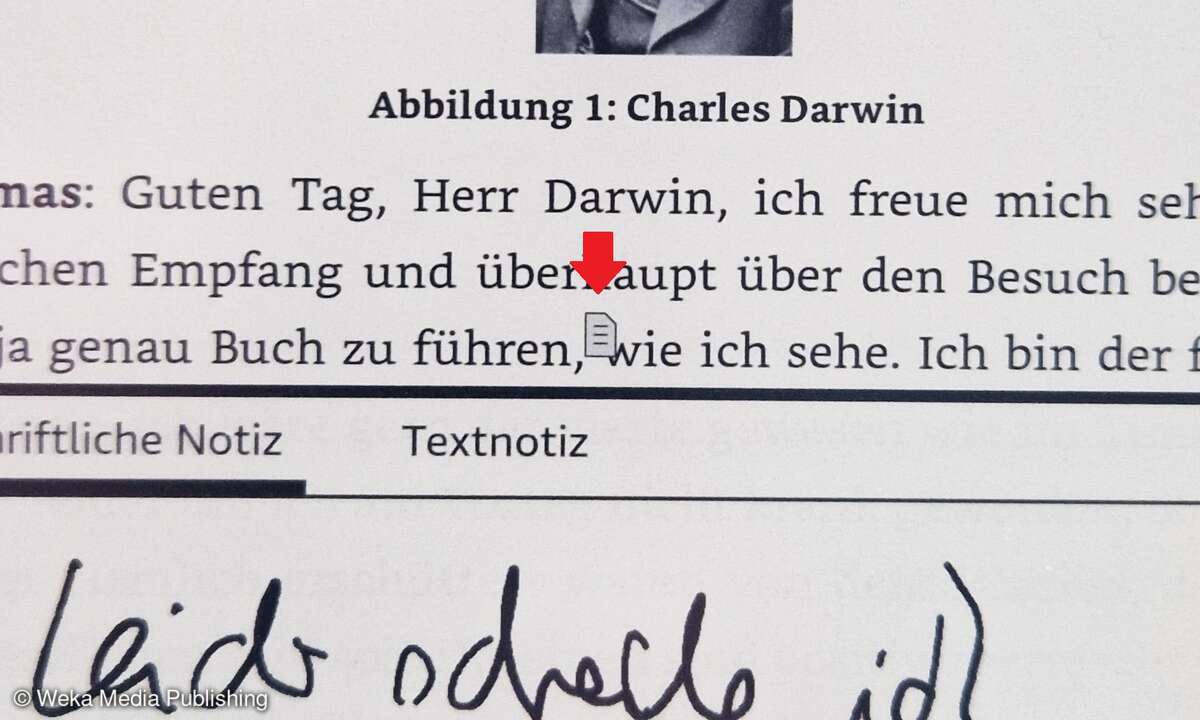 Abbildung 1: Charles Darwin
mas: Guten Tag, Herr Darwin, ich freue mich seh
chen Empfang und überhaupt über den Besuch be
ja genau Buch zu führen, wie ich sehe. Ich bin der f
hriftliche Notiz Textnotiz
Leider ich
© Weka Media Publishing